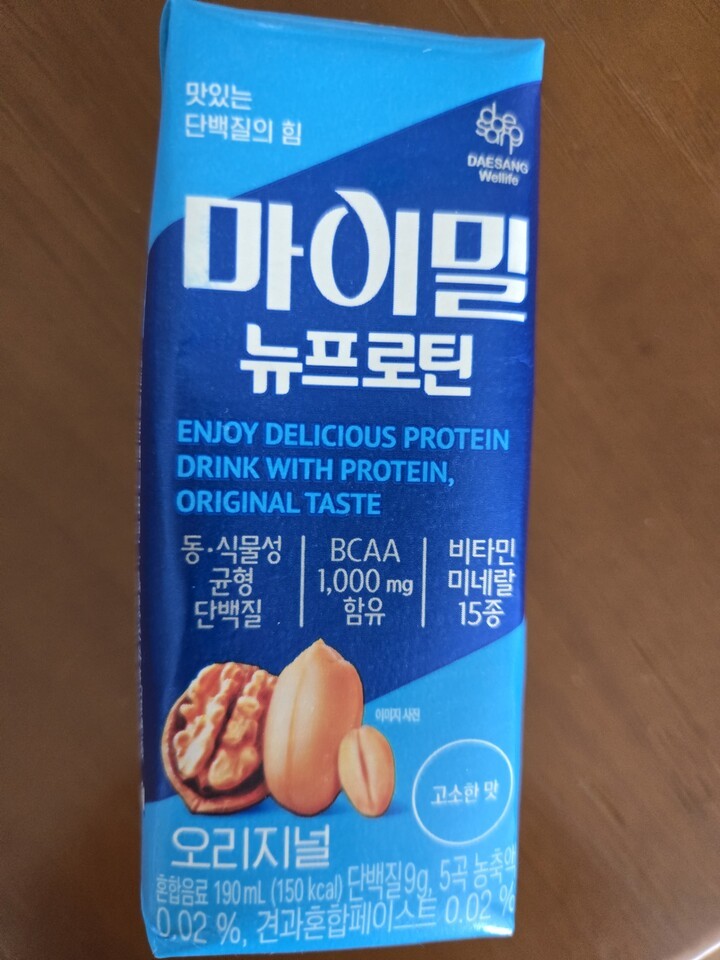 맛있는
단백질의 힘
daesang
DAESANG
Wellife
마이밀
뉴프로틴
ENJOY DELICIOUS PROTEIN
DRINK WITH PROTEIN,
ORIGINAL TASTE
동·식물성
균형
단백질
BCAA
1,000 mg
함유
비타민
미네랄
15종
이미지 사진
고소한 맛
오리지널
혼합음료 190 mL (150 kcal) 단백질9g, 5곡 농축액
0.02 %, 견과혼합페이스트 0.02 %